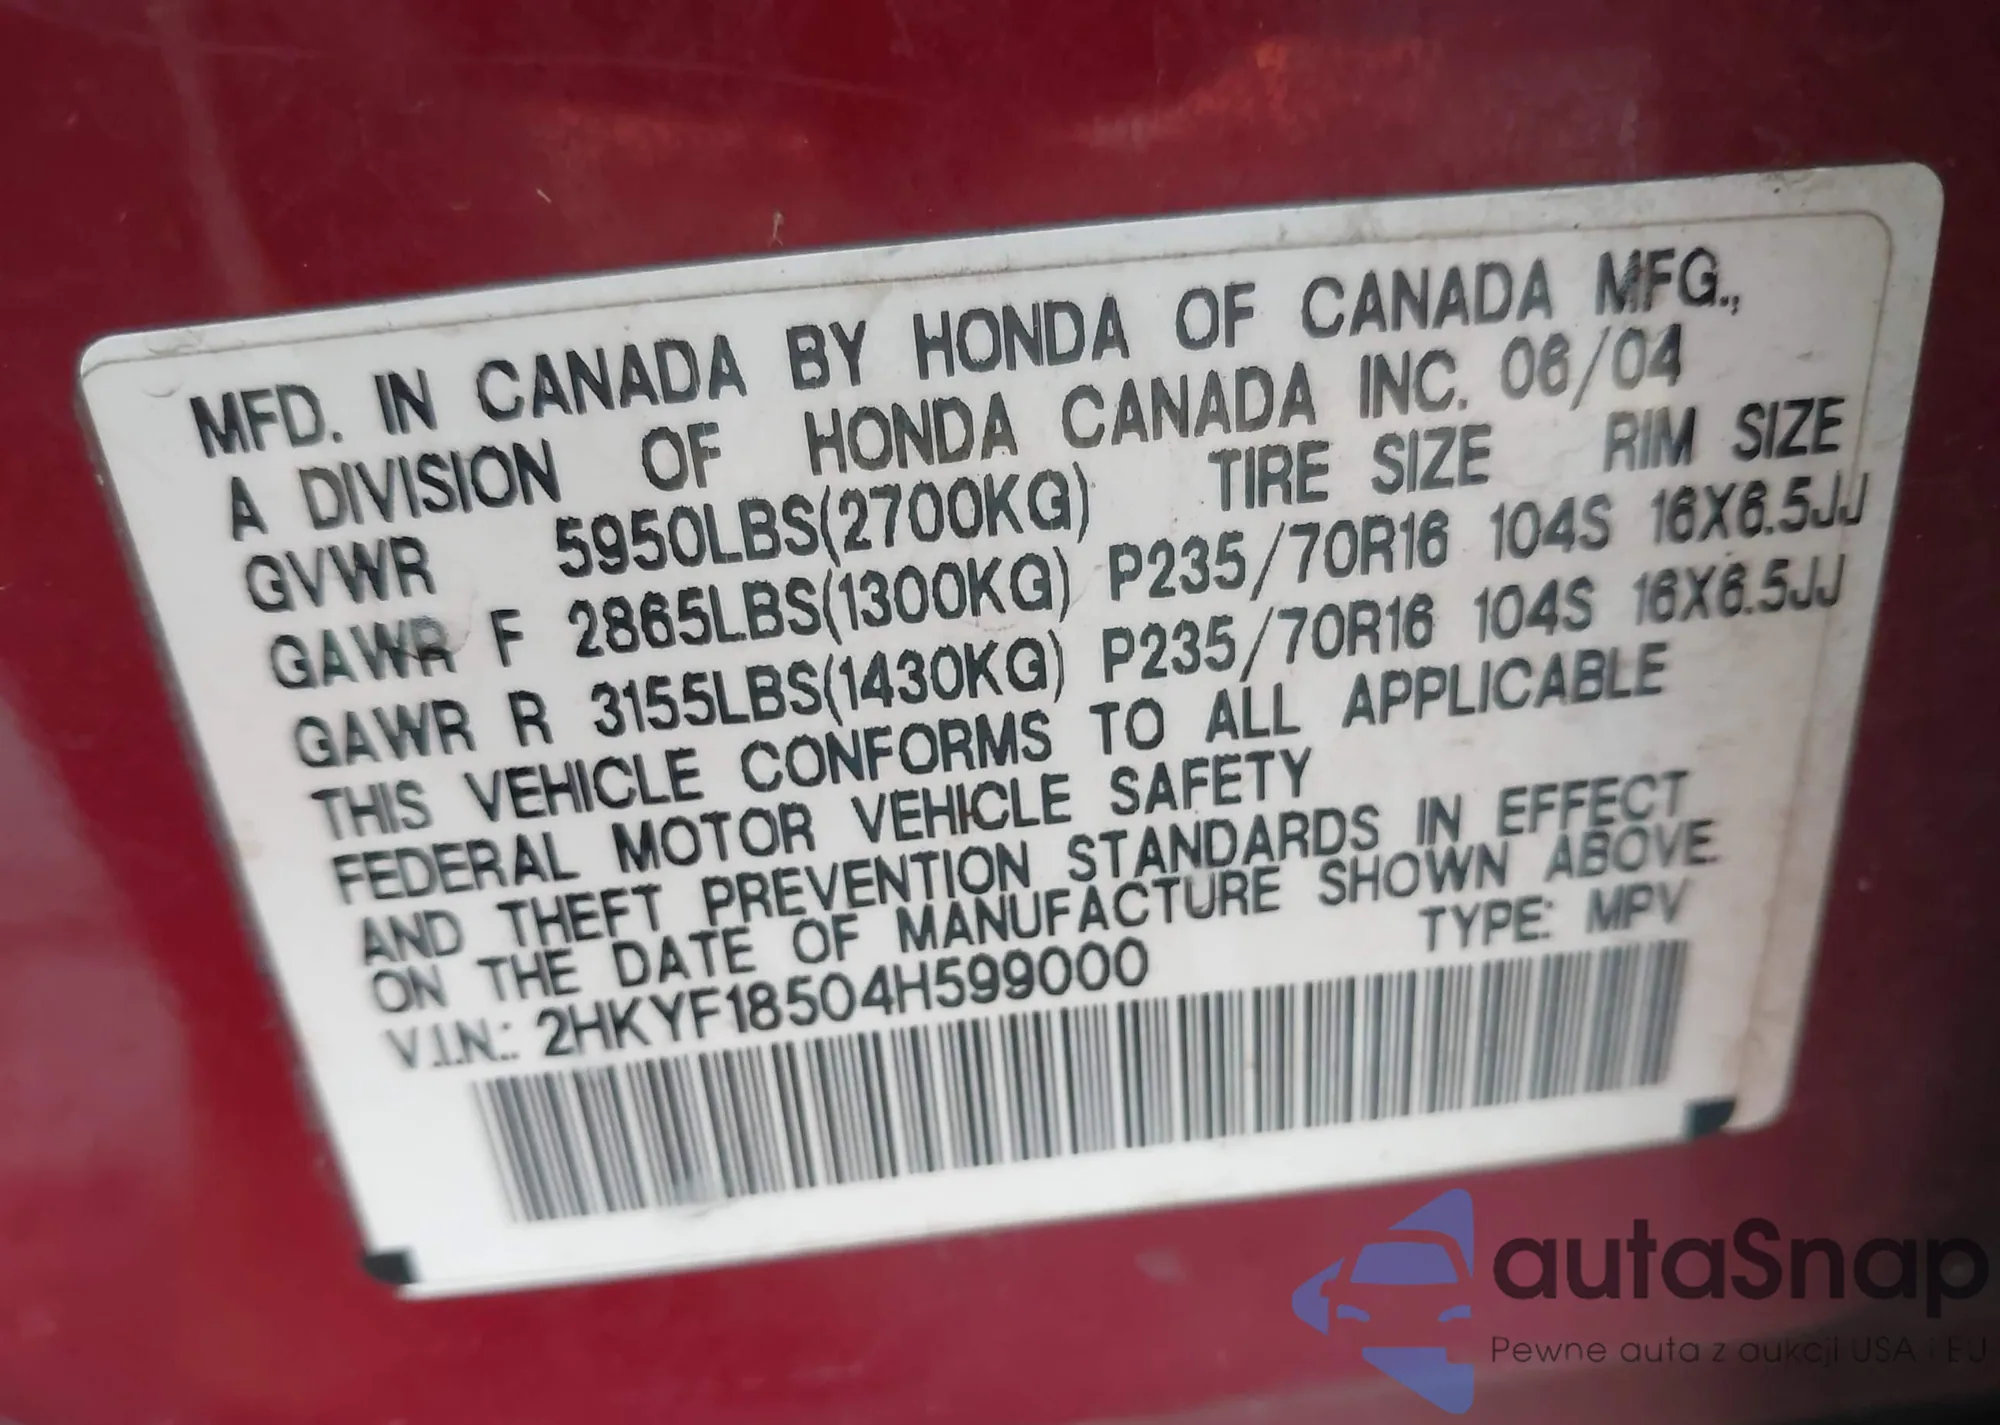 MFD. IN CANADA BY HONDA OF CANADA MFG.,
A DIVISION OF HONDA CANADA INC. 06/04
GVWR 5950LBS(2700KG) TIRE SIZE RIM SIZE
GAWR F 2865LBS(1300KG) P235/70R16 104S 16X6.5JJ
GAWR R 3155LBS(1430KG) P235/70R16 104S 16X6.5JJ
THIS VEHICLE CONFORMS TO ALL APPLICABLE
FEDERAL MOTOR VEHICLE SAFETY
AND THEFT PREVENTION STANDARDS IN EFFECT
ON THE DATE OF MANUFACTURE SHOWN ABOVE
V.I.N.: 2HKYF18504H599000 TYPE: MPV
autaSnap
Pewne auta z aukcji USA i EU